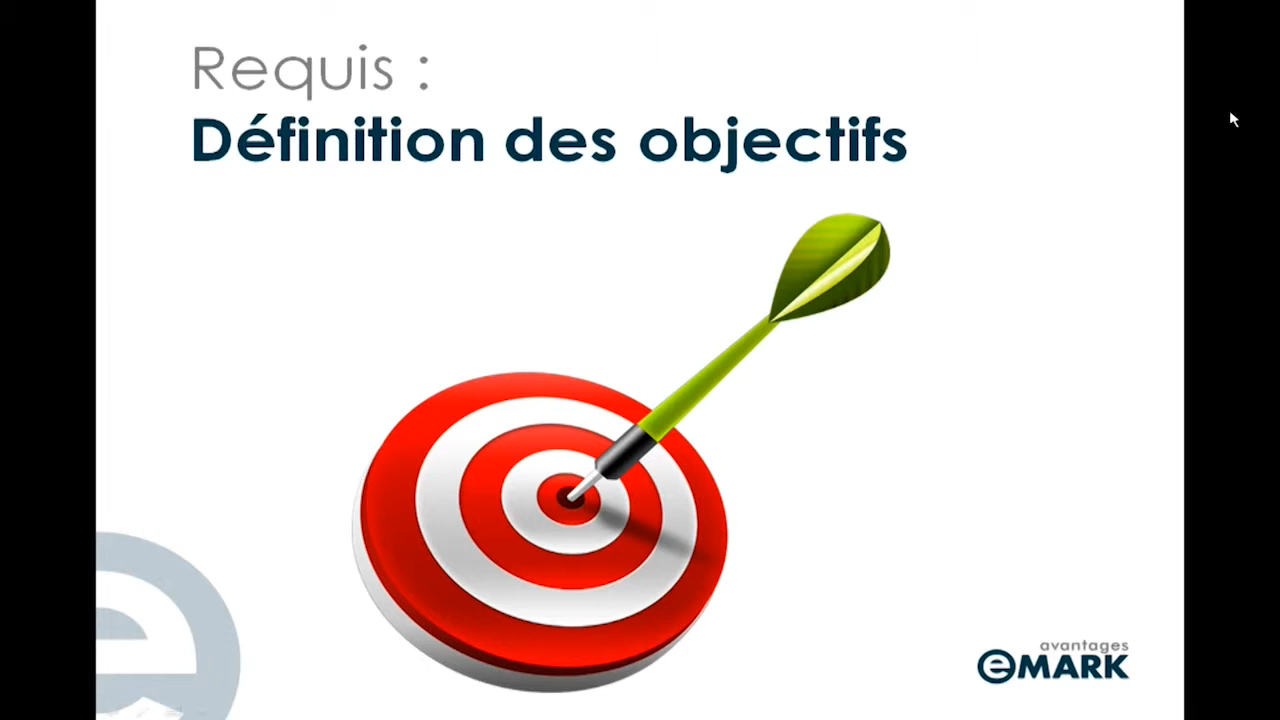 Requis :
Définition des objectifs
avantages
eMARK